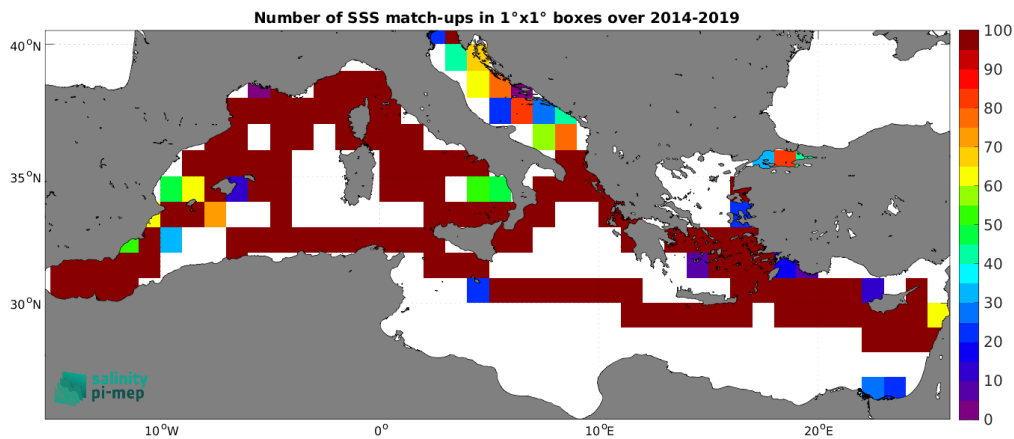 Number of SSS match-ups in 1°x1° boxes over 2014-2019
40°N
35°N
30°N
10°W
0°
10°E
20°E
100
90
80
70
60
50
40
30
20
10
0
salinity
pi-mep